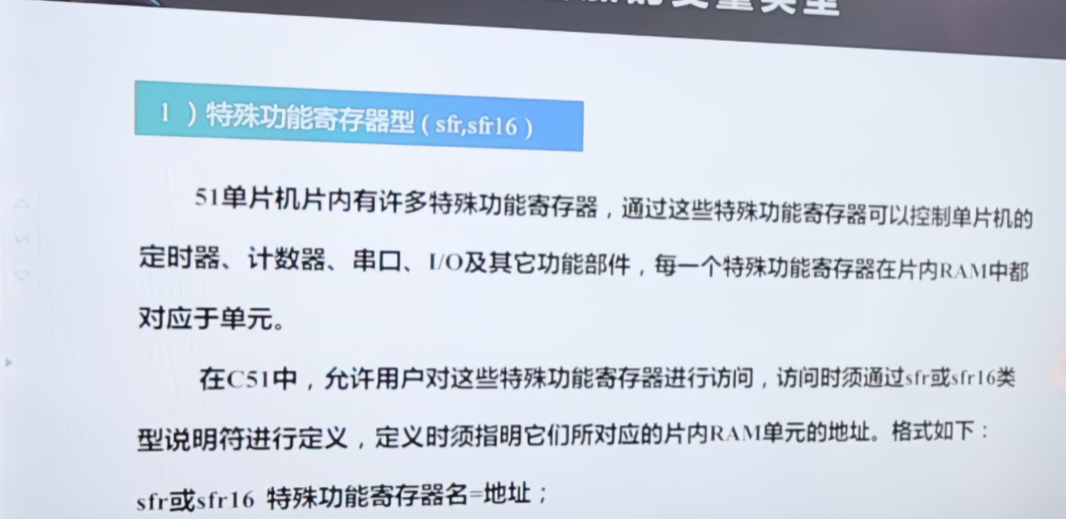 的变量类型
1）特殊功能寄存器型（sfr,sfr16）
51单片机片内有许多特殊功能寄存器，通过这些特殊功能寄存器可以控制单片机的
定时器、计数器、串口、I/O及其它功能部件，每一个特殊功能寄存器在片内RAM中都
对应于单元。
在C51中，允许用户对这些特殊功能寄存器进行访问，访问时须通过sfr或sfr16类
型说明符进行定义，定义时须指明它们所对应的片内RAM单元的地址。格式如下：
sfr或sfr16 特殊功能寄存器名=地址；